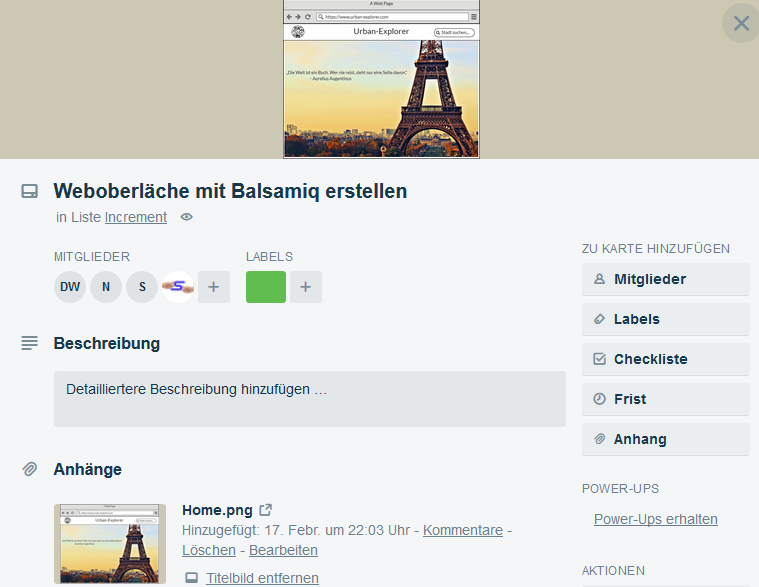 A Web Page
https://www.urban-explorer.com
Urban-Explorer
Stadt suchen...
„Die Welt ist ein Buch. Wer nie reist, sieht nur eine Seite davon."
- Aurelius Augustinus
Weboberläche mit Balsamiq erstellen
in Liste Increment
MITGLIEDER
LABELS
DW N S S +
+
Beschreibung
Detailliertere Beschreibung hinzufügen …
Anhänge
Home.png
Hinzugefügt: 17. Febr. um 22:03 Uhr - Kommentare -
Löschen - Bearbeiten
Titelbild entfernen
ZU KARTE HINZUFÜGEN
Mitglieder
Labels
Checkliste
Frist
Anhang
POWER-UPS
Power-Ups erhalten
AKTIONEN